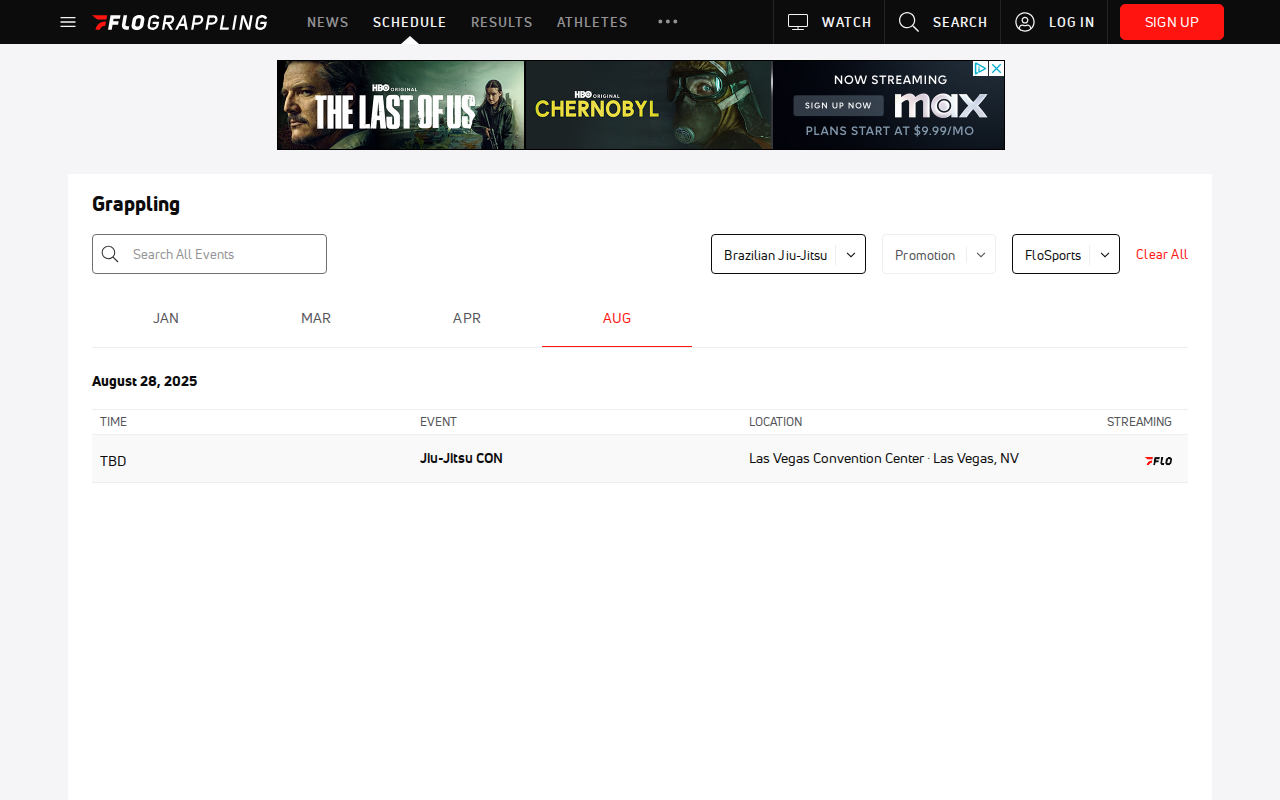 FLOGRAPPLING NEWS SCHEDULE RESULTS ATHLETES WATCH SEARCH LOG IN SIGN UP
HBO ORIGINAL
THE LAST OF US
HBO ORIGINAL
CHERNOBYL
NOW STREAMING
SIGN UP NOW max
PLANS START AT $9.99/MO
Grappling
Search All Events Brazilian Jiu-Jitsu Promotion FloSports Clear All
JAN MAR APR AUG
August 28, 2025
TIME EVENT LOCATION STREAMING
TBD Jiu-Jitsu CON Las Vegas Convention Center · Las Vegas, NV FLO